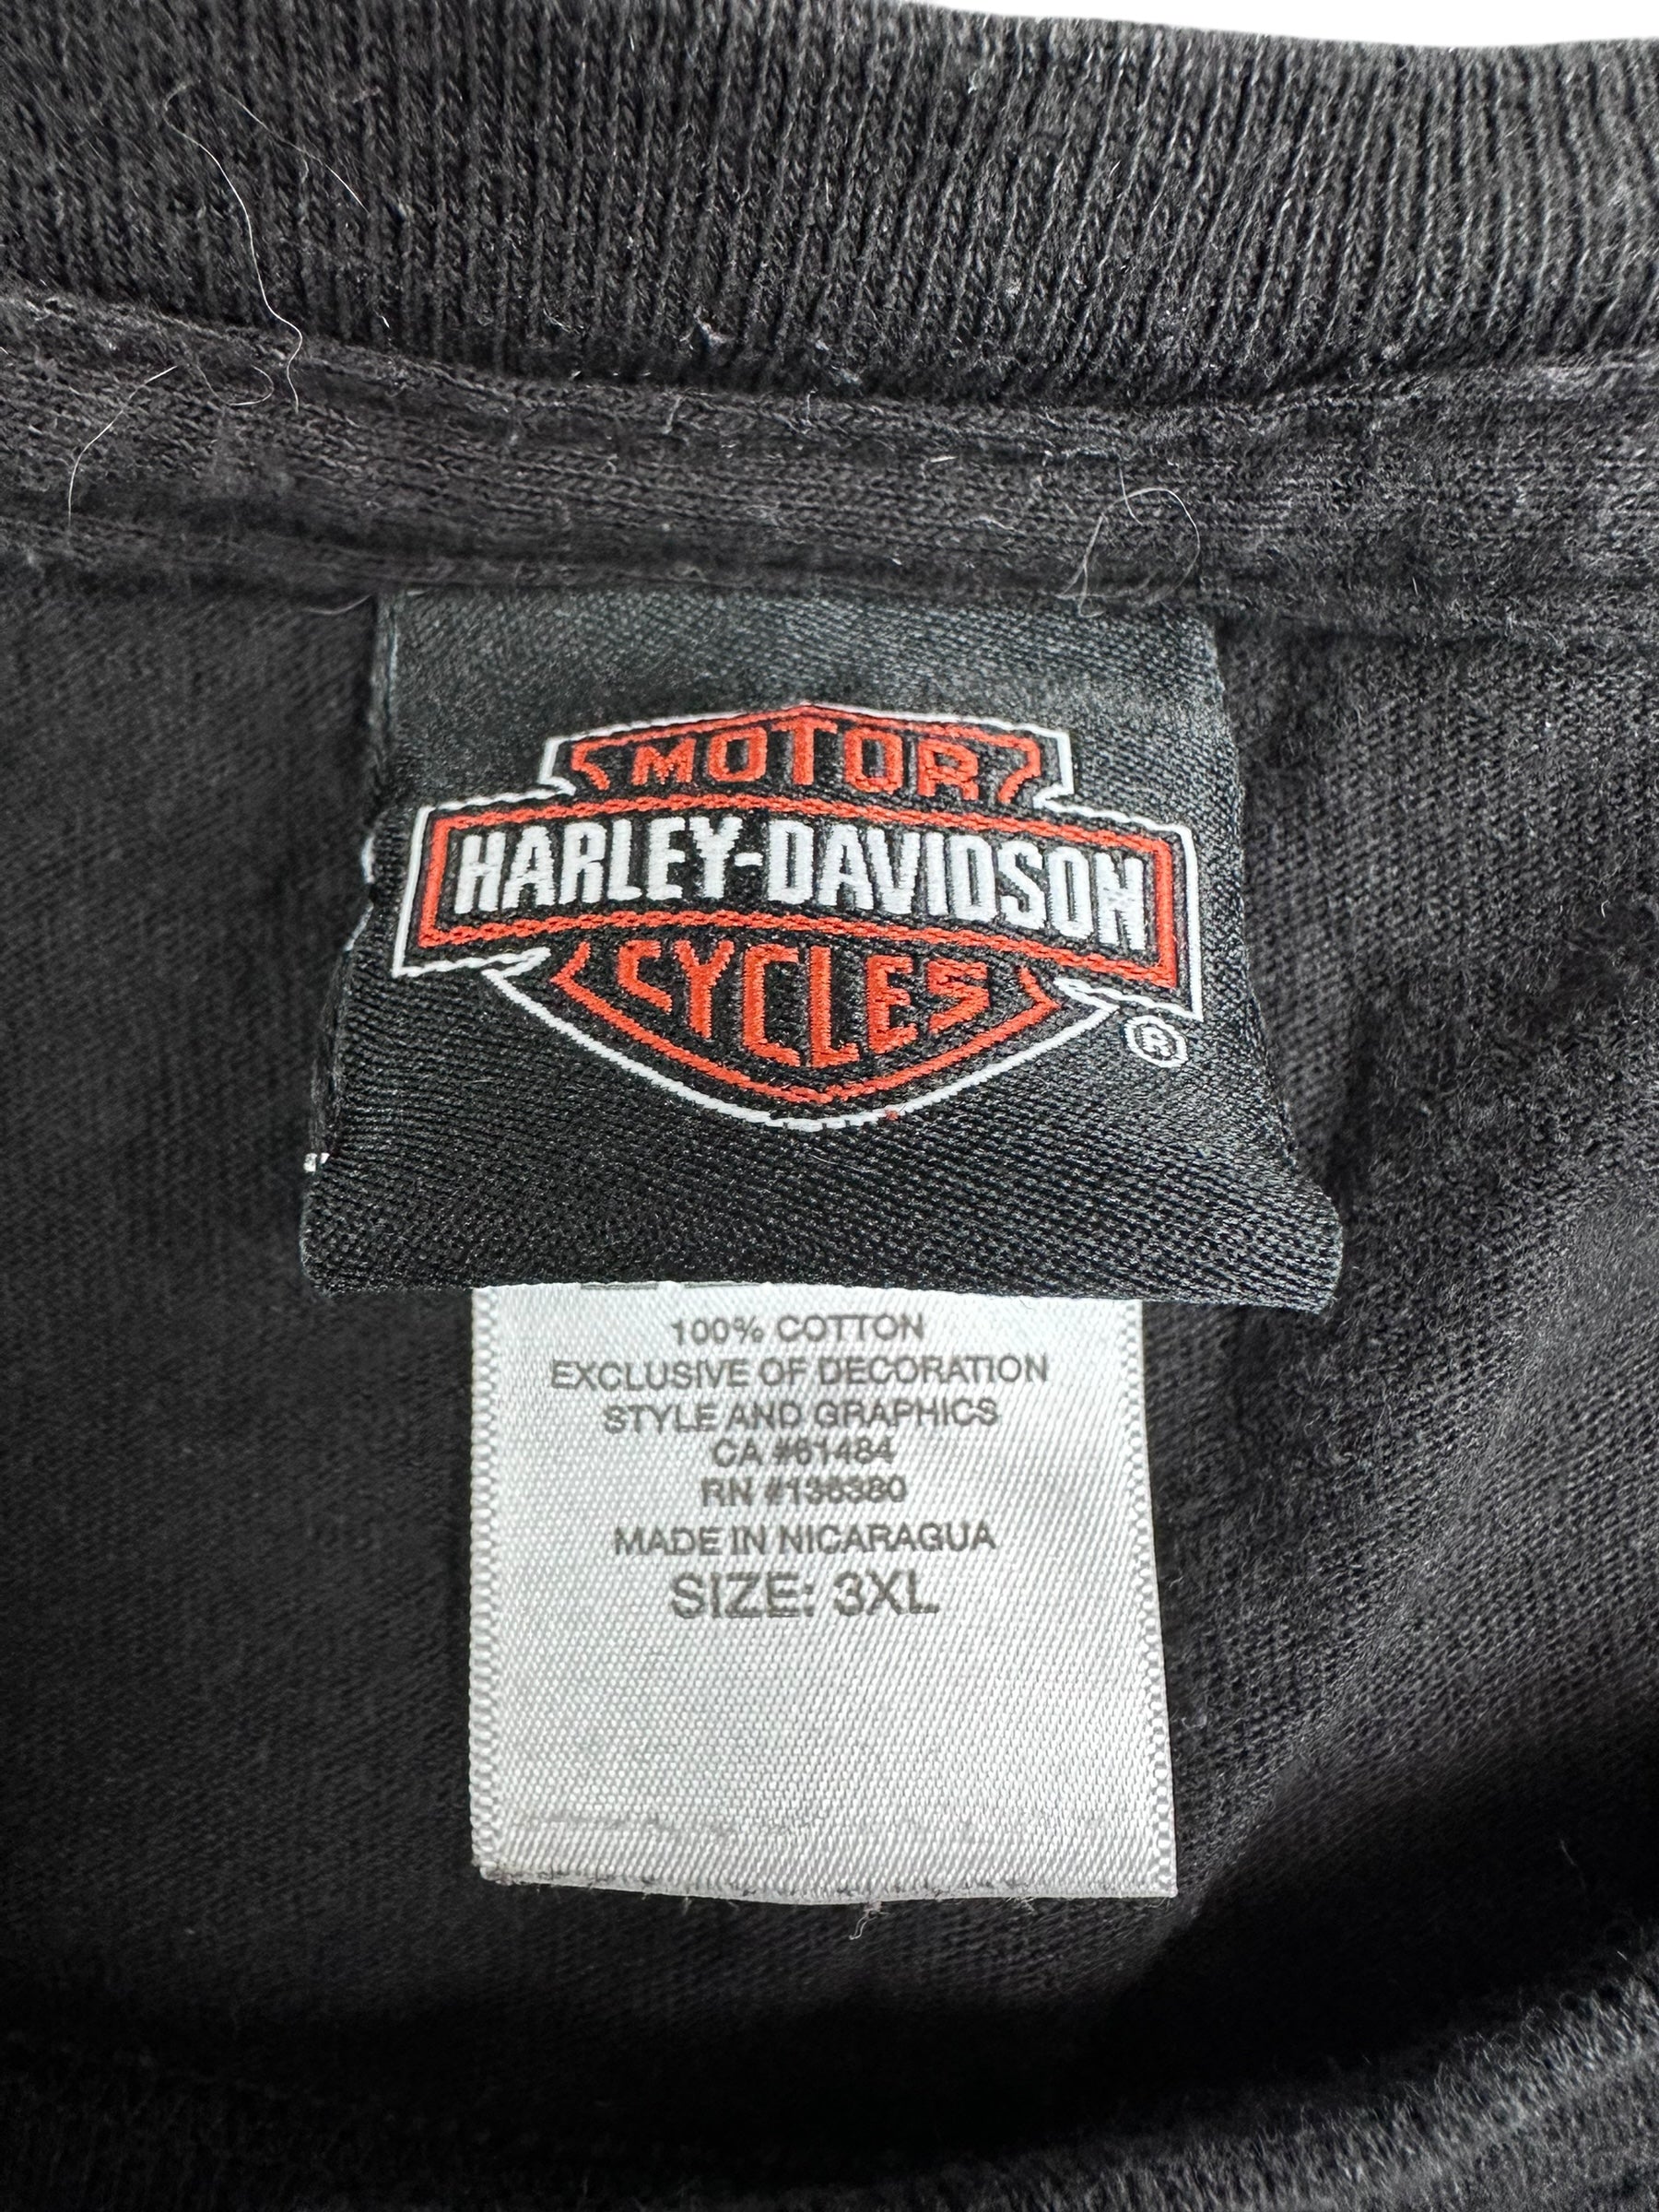 MOTOR
HARLEY-DAVIDSON
CYCLES
®
100% COTTON
EXCLUSIVE OF DECORATION
STYLE AND GRAPHICS
CA #61484
RN #136380
MADE IN NICARAGUA
SIZE: 3XL